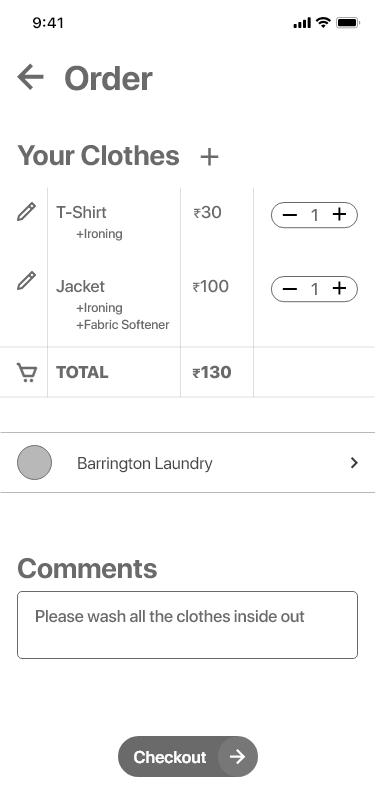 9:41
Order
Your Clothes +
T-Shirt ₹30 − 1 +
+Ironing
Jacket ₹100 − 1 +
+Ironing
+Fabric Softener
TOTAL ₹130
Barrington Laundry
Comments
Please wash all the clothes inside out
Checkout